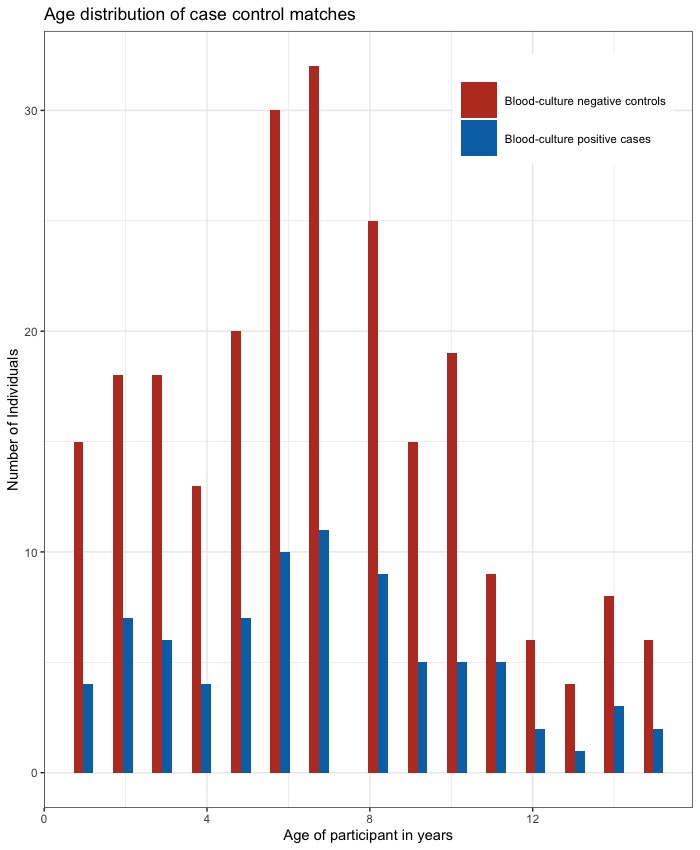 Age distribution of case control matches
Blood-culture negative controls
Blood-culture positive cases
Number of Individuals
30
20
10
0
0 4 8 12
Age of participant in years